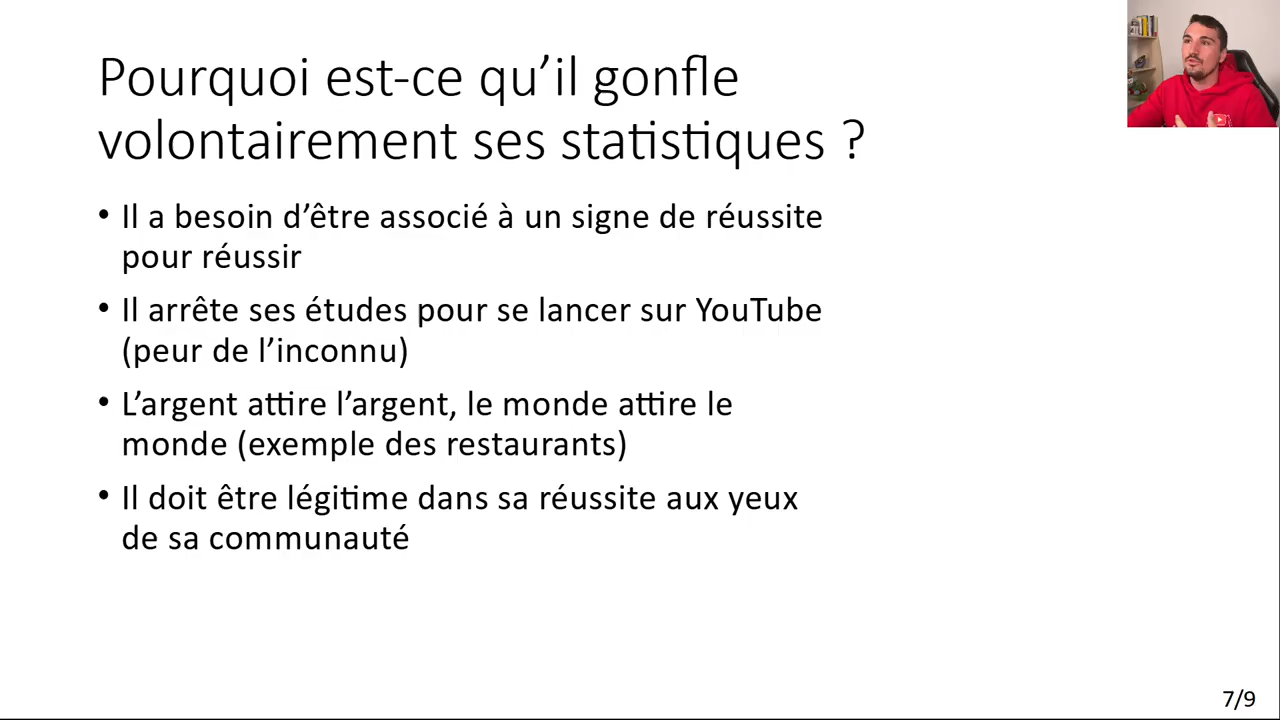 Pourquoi est-ce qu’il gonfle
volontairement ses statistiques ?
• Il a besoin d’être associé à un signe de réussite
pour réussir
• Il arrête ses études pour se lancer sur YouTube
(peur de l’inconnu)
• L’argent attire l’argent, le monde attire le
monde (exemple des restaurants)
• Il doit être légitime dans sa réussite aux yeux
de sa communauté
7/9